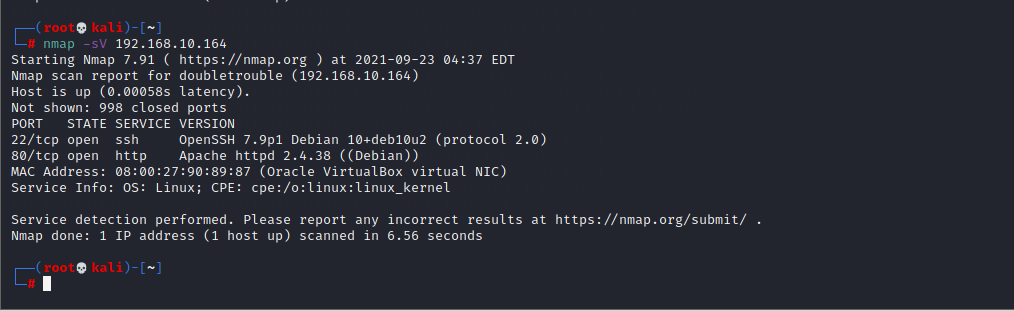 ┌──(root💀kali)-[~]
└─# nmap -sV 192.168.10.164
Starting Nmap 7.91 ( https://nmap.org ) at 2021-09-23 04:37 EDT
Nmap scan report for doubletrouble (192.168.10.164)
Host is up (0.00058s latency).
Not shown: 998 closed ports
PORT   STATE SERVICE VERSION
22/tcp open  ssh     OpenSSH 7.9p1 Debian 10+deb10u2 (protocol 2.0)
80/tcp open  http    Apache httpd 2.4.38 ((Debian))
MAC Address: 08:00:27:90:89:87 (Oracle VirtualBox virtual NIC)
Service Info: OS: Linux; CPE: cpe:/o:linux:linux_kernel

Service detection performed. Please report any incorrect results at https://nmap.org/submit/ .
Nmap done: 1 IP address (1 host up) scanned in 6.56 seconds

┌──(root💀kali)-[~]
└─#